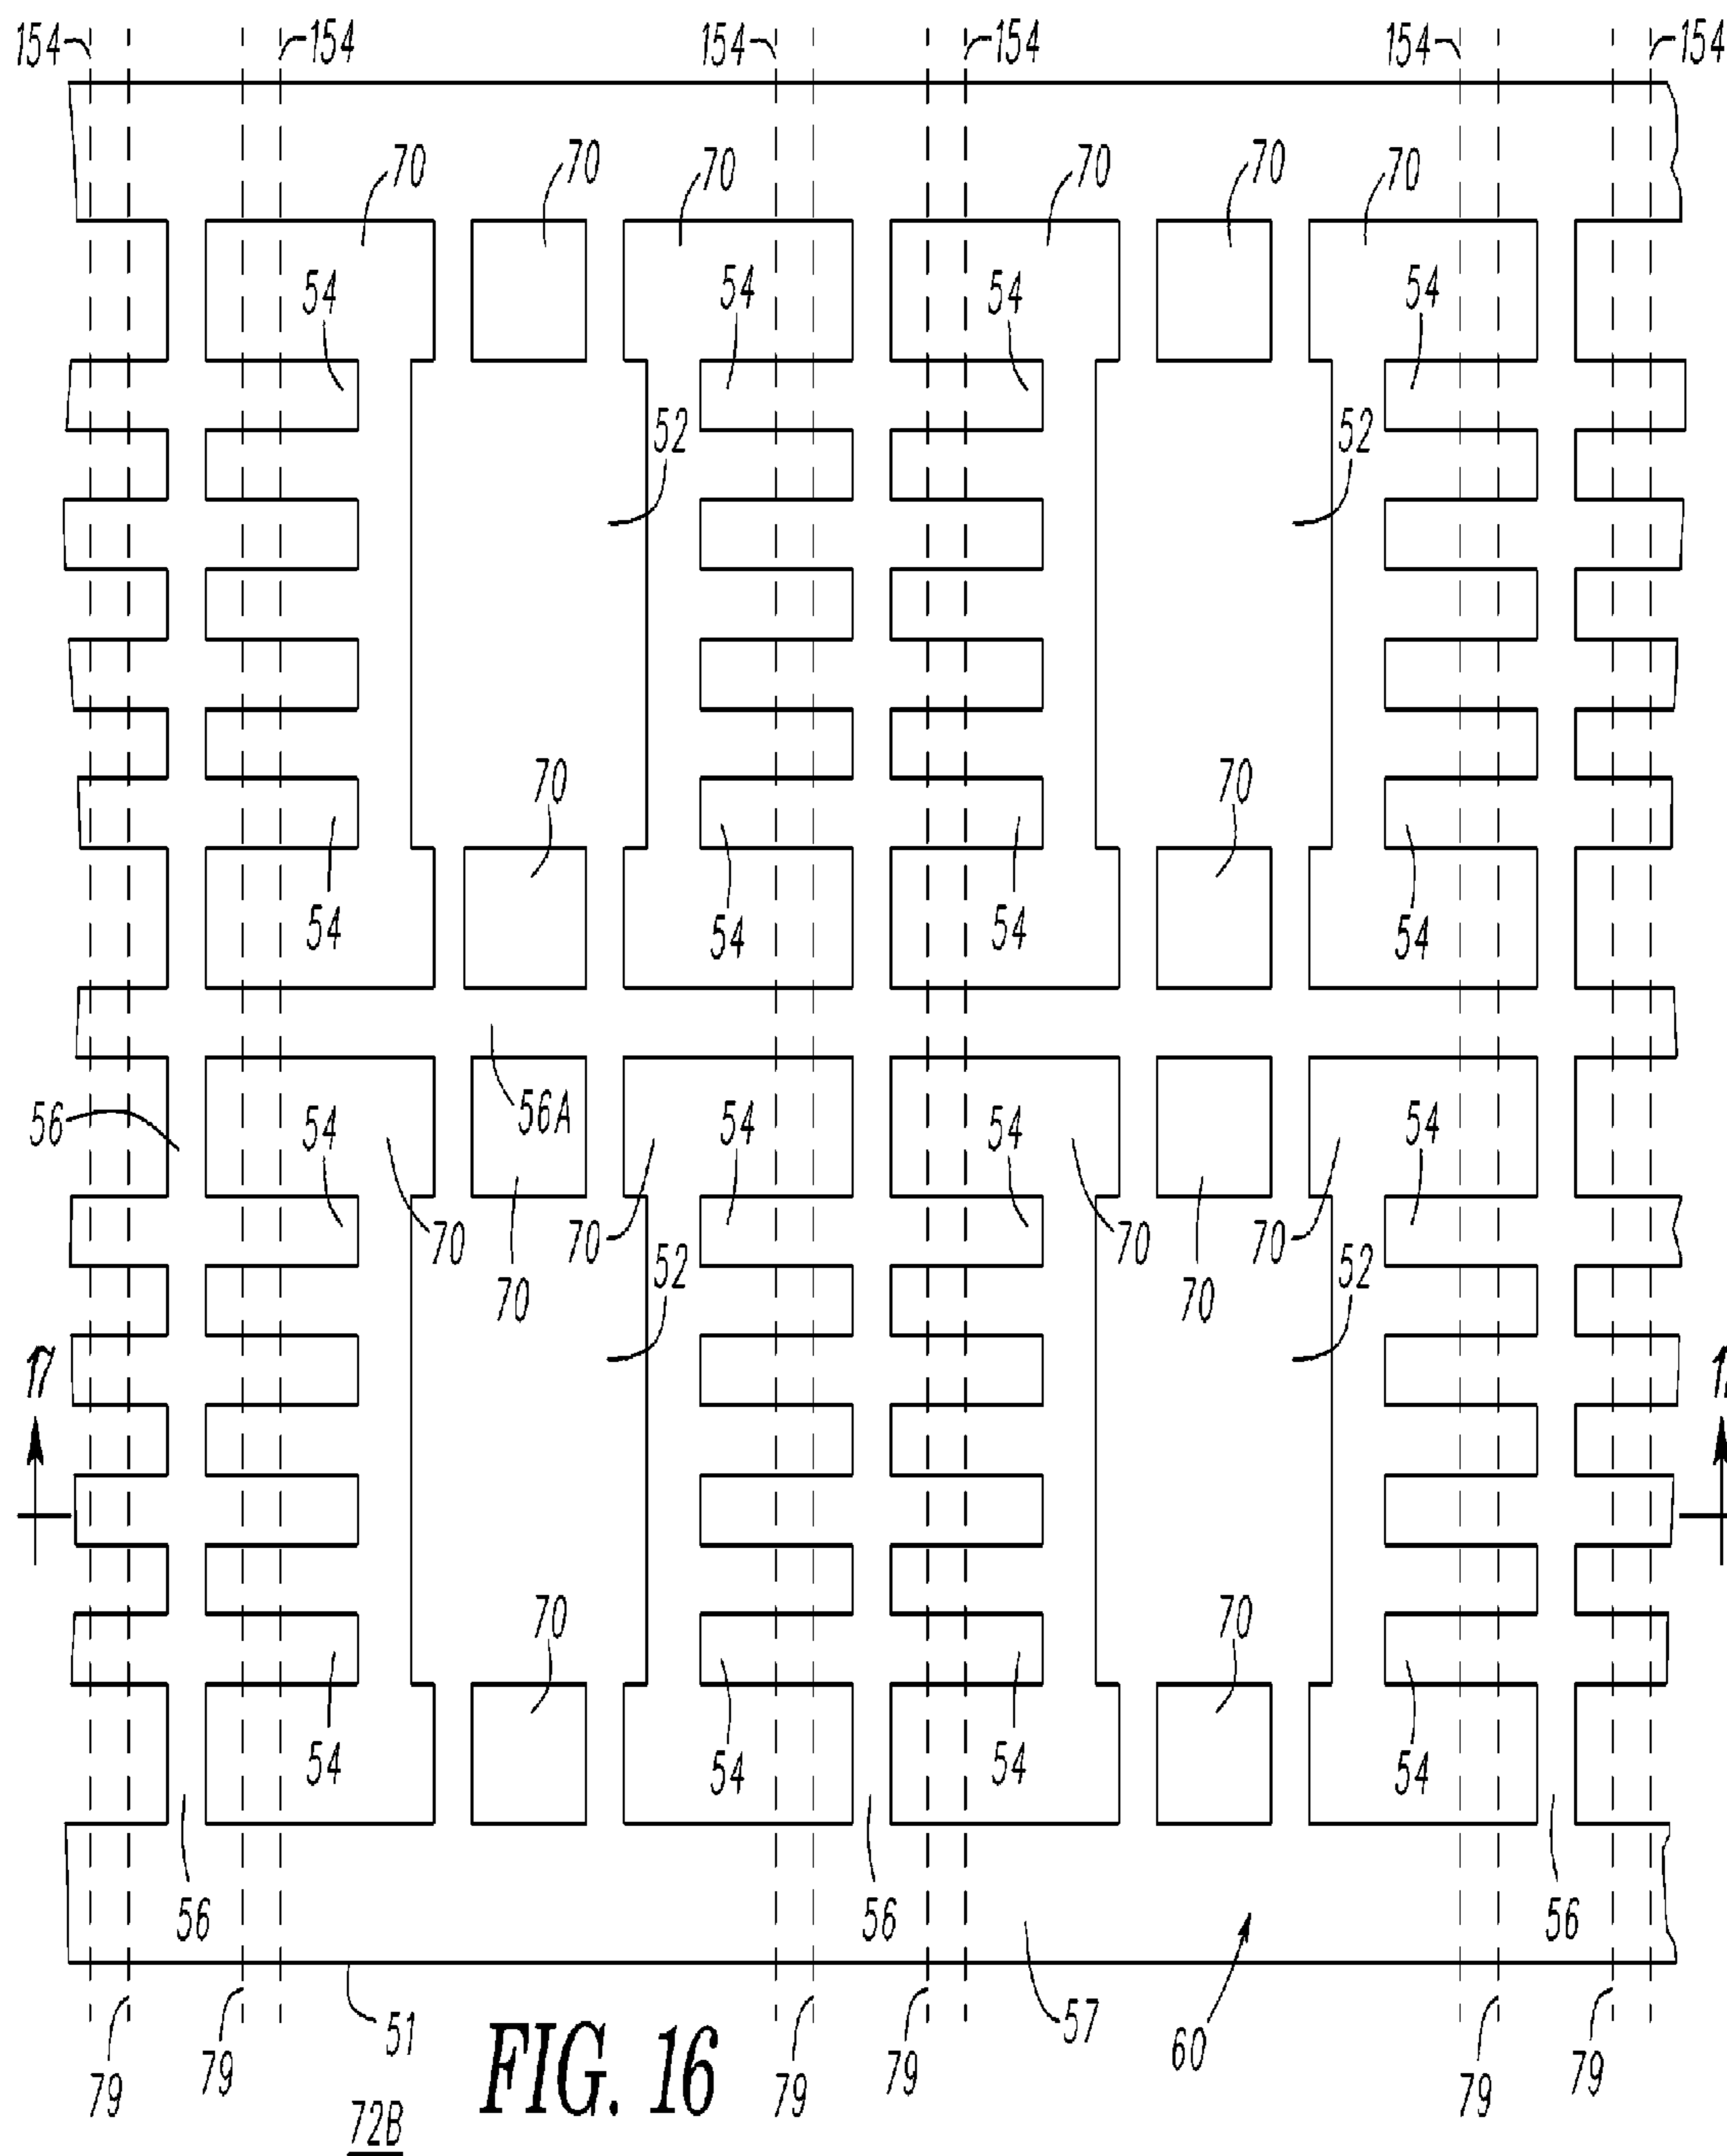 154 154 154 154 154 154
70 70 70 70 70
54 54 54 54
52 52
70 70
54 54 54 54
56A
56 54 54 54 54
70 70 70 70
70 70
52 52
17 17
70 70
54 54 54 54
56 56 56
51 57 60
79 79 79 79 79 79
FIG. 16
72B